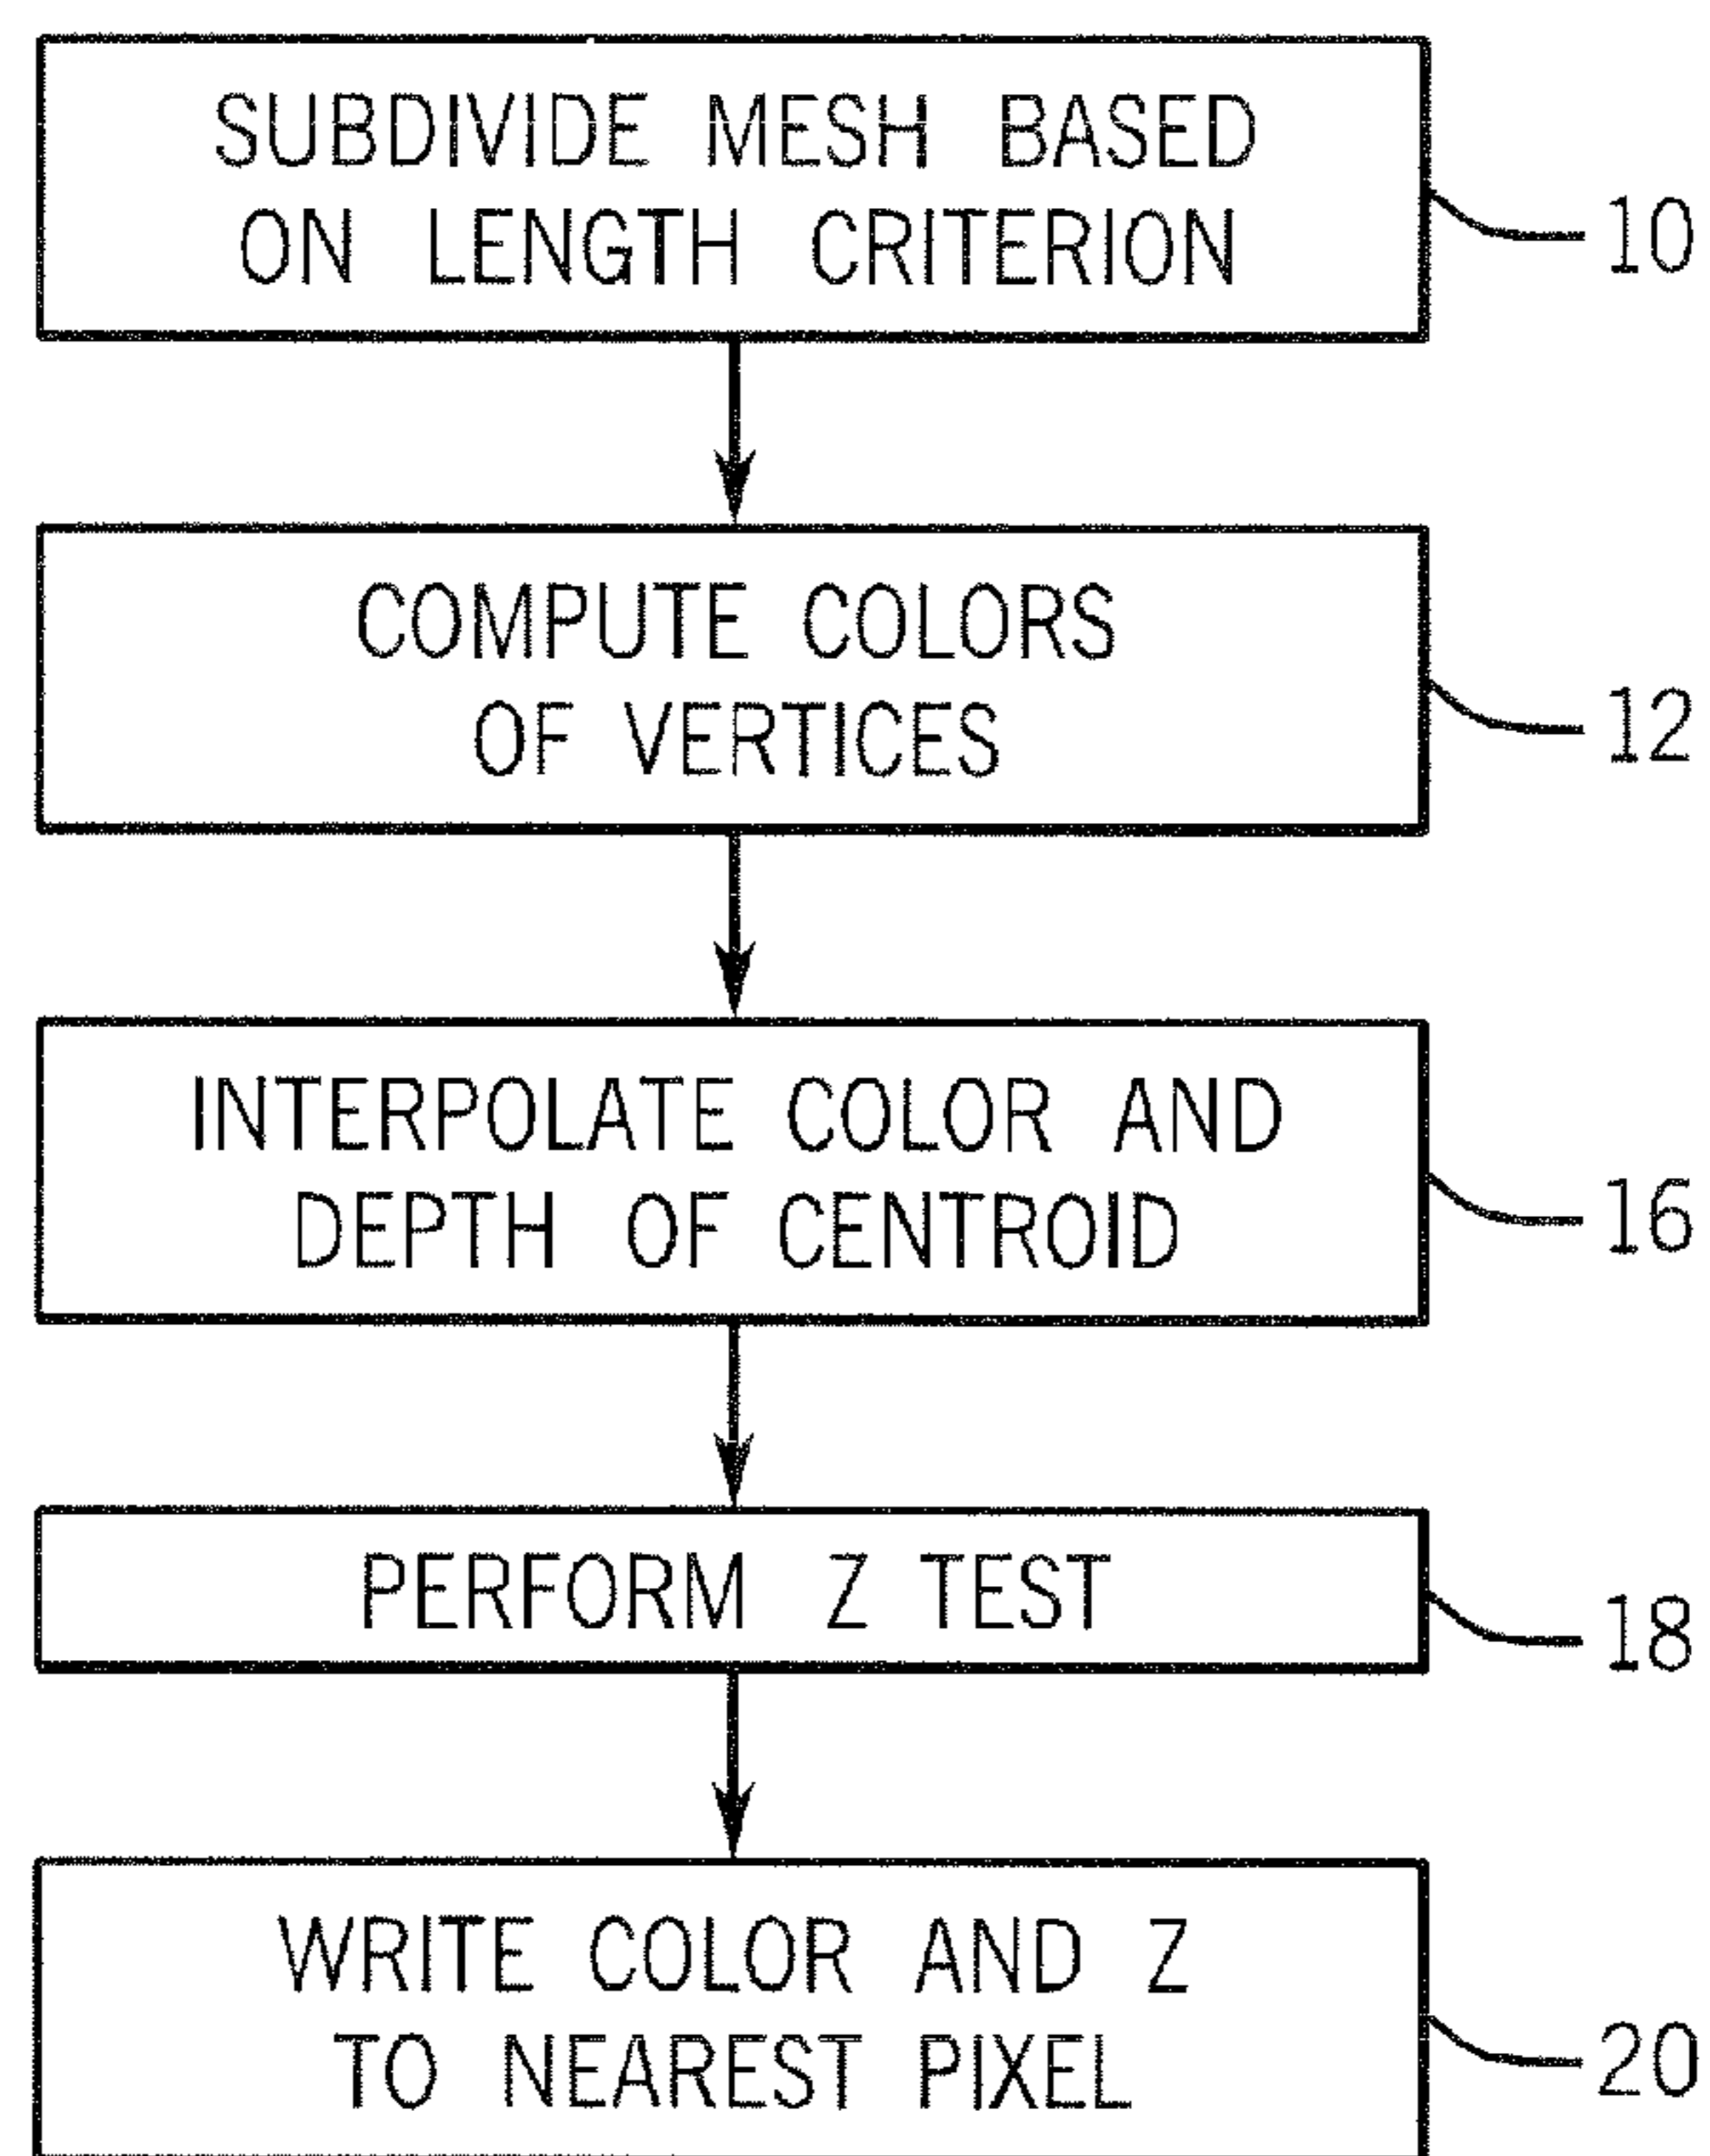 SUBDIVIDE MESH BASED
ON LENGTH CRITERION
10
COMPUTE COLORS
OF VERTICES
12
INTERPOLATE COLOR AND
DEPTH OF CENTROID
16
PERFORM Z TEST
18
WRITE COLOR AND Z
TO NEAREST PIXEL
20